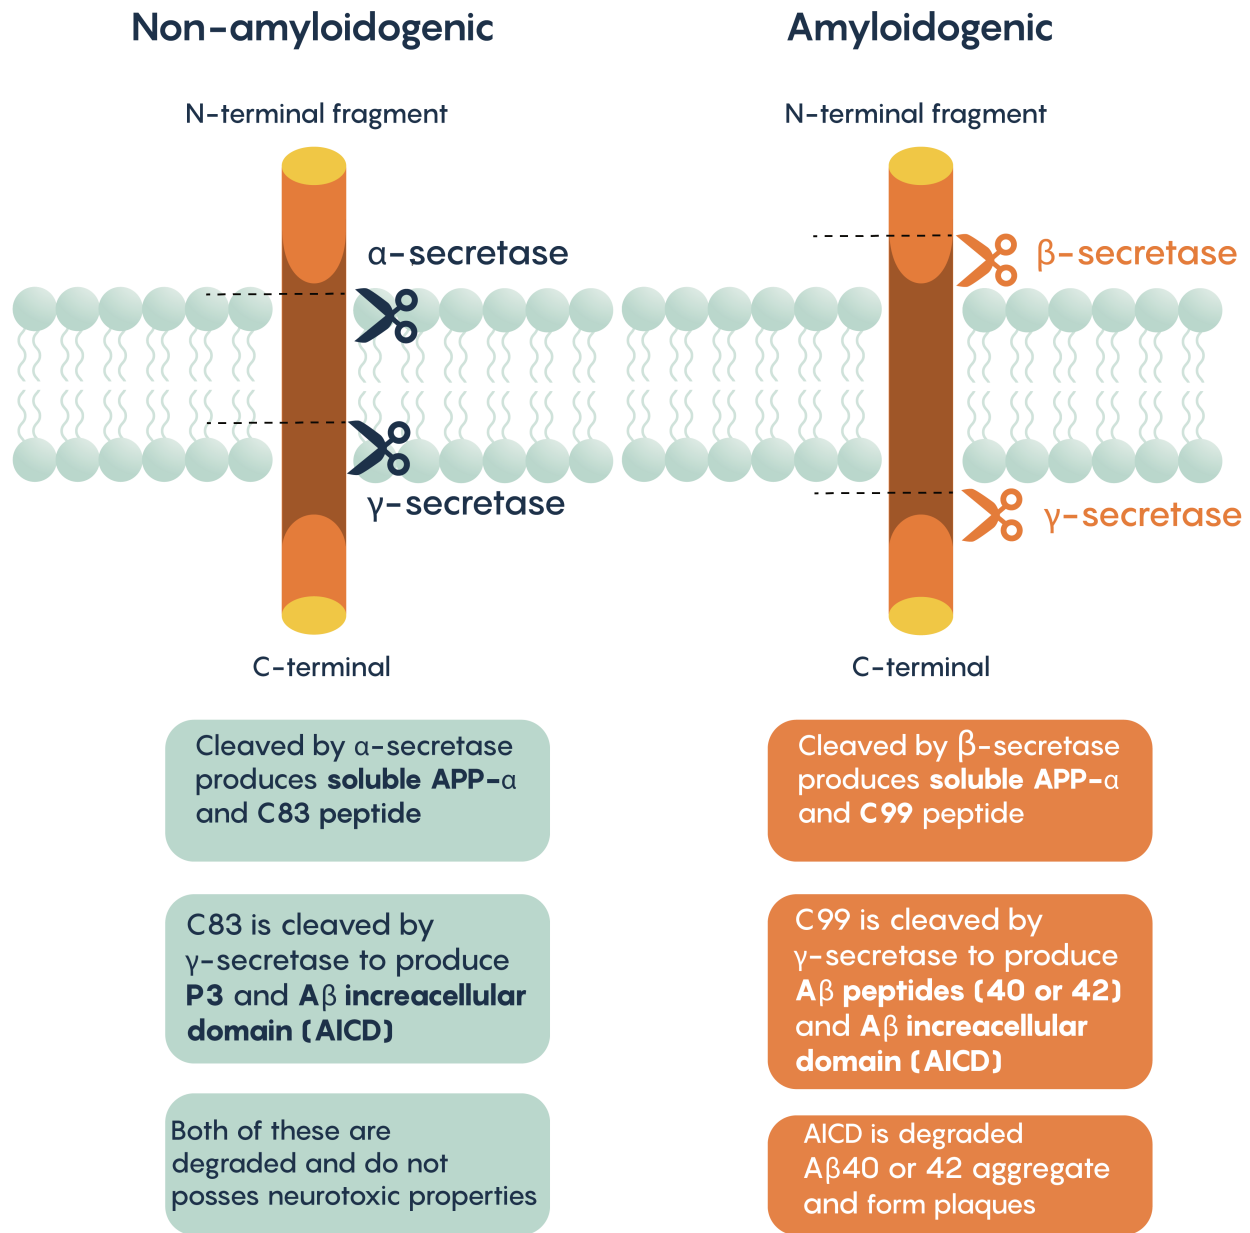 Non-amyloidogenic
N-terminal fragment
α-secretase
γ-secretase
C-terminal
Cleaved by α-secretase
produces soluble APP-α
and C83 peptide
C83 is cleaved by
γ-secretase to produce
P3 and Aβ increacellular
domain (AICD)
Both of these are
degraded and do not
posses neurotoxic properties
Amyloidogenic
N-terminal fragment
β-secretase
γ-secretase
C-terminal
Cleaved by β-secretase
produces soluble APP-α
and C99 peptide
C99 is cleaved by
γ-secretase to produce
Aβ peptides (40 or 42)
and Aβ increacellular
domain (AICD)
AICD is degraded
Aβ40 or 42 aggregate
and form plaques